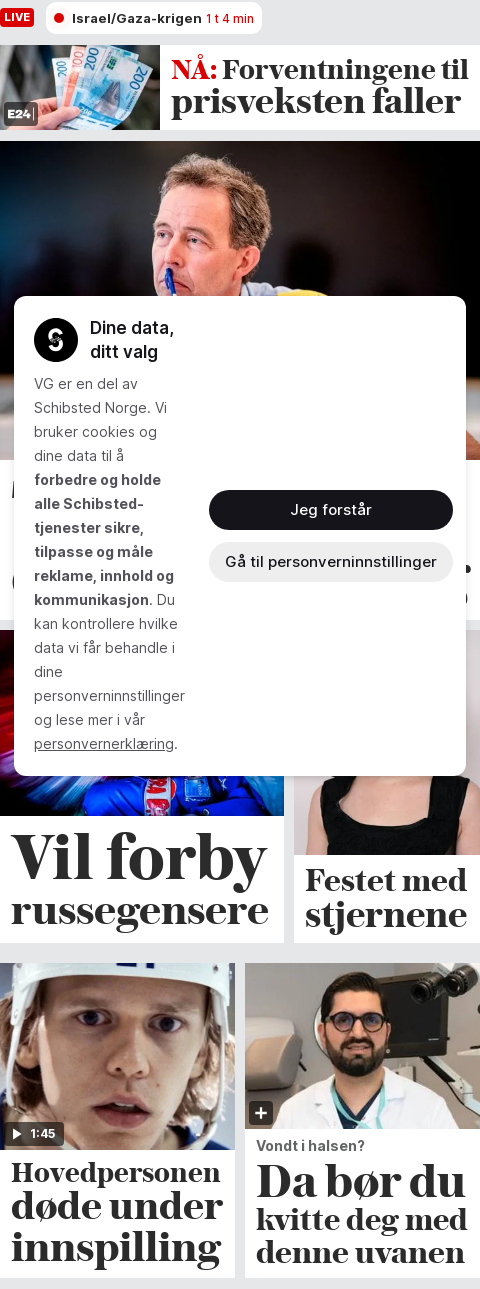 LIVE
Israel/Gaza-krigen 1 t 4 min
E24
NÅ: Forventningene til
prisveksten faller
Dine data,
ditt valg
VG er en del av
Schibsted Norge. Vi
bruker cookies og
dine data til å
forbedre og holde
alle Schibsted-
tjenester sikre,
tilpasse og måle
reklame, innhold og
kommunikasjon. Du
kan kontrollere hvilke
data vi får behandle i
dine
personverninnstillinger
og lese mer i vår
personvernerklæring.
Jeg forstår
Gå til personverninnstillinger
Vil forby
russegensere
Festet med
stjernene
1:45
Hovedpersonen
døde under
innspilling
Vondt i halsen?
Da bør du
kvitte deg med
denne uvanen